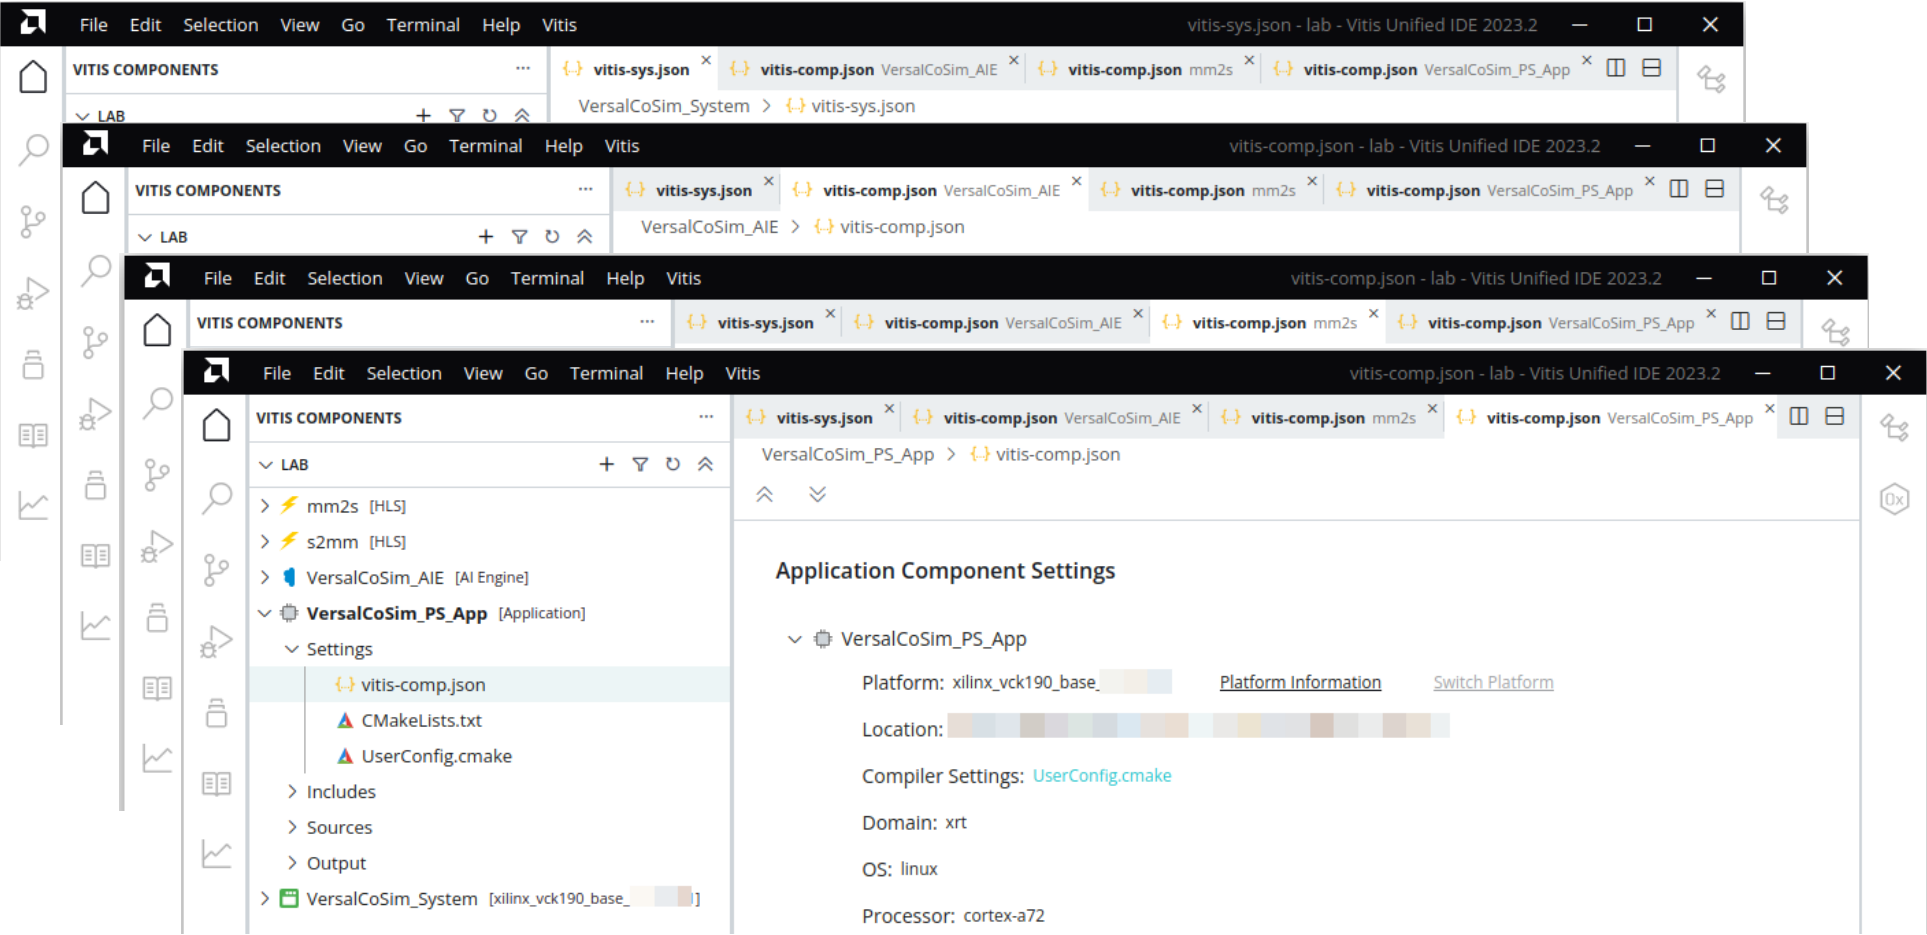 File Edit Selection View Go Terminal Help Vitis vitis-sys.json - lab - Vitis Unified IDE 2023.2
VITIS COMPONENTS
vitis-sys.json vitis-comp.json VersalCoSim_AIE vitis-comp.json mm2s vitis-comp.json VersalCoSim_PS_App
VersalCoSim_System > vitis-sys.json
LAB
File Edit Selection View Go Terminal Help Vitis vitis-comp.json - lab - Vitis Unified IDE 2023.2
VITIS COMPONENTS
vitis-sys.json vitis-comp.json VersalCoSim_AIE vitis-comp.json mm2s vitis-comp.json VersalCoSim_PS_App
VersalCoSim_AIE > vitis-comp.json
LAB
File Edit Selection View Go Terminal Help Vitis vitis-comp.json - lab - Vitis Unified IDE 2023.2
VITIS COMPONENTS
vitis-sys.json vitis-comp.json VersalCoSim_AIE vitis-comp.json mm2s vitis-comp.json VersalCoSim_PS_App
File Edit Selection View Go Terminal Help Vitis vitis-comp.json - lab - Vitis Unified IDE 2023.2
VITIS COMPONENTS
vitis-sys.json vitis-comp.json VersalCoSim_AIE vitis-comp.json mm2s vitis-comp.json VersalCoSim_PS_App
VersalCoSim_PS_App > vitis-comp.json
LAB
mm2s [HLS]
s2mm [HLS]
VersalCoSim_AIE [AI Engine]
VersalCoSim_PS_App [Application]
Settings
vitis-comp.json
CMakeLists.txt
UserConfig.cmake
Includes
Sources
Output
VersalCoSim_System [xilinx_vck190_base_ ]
0x
Application Component Settings
VersalCoSim_PS_App
Platform: xilinx_vck190_base_ Platform Information Switch Platform
Location:
Compiler Settings: UserConfig.cmake
Domain: xrt
OS: linux
Processor: cortex-a72